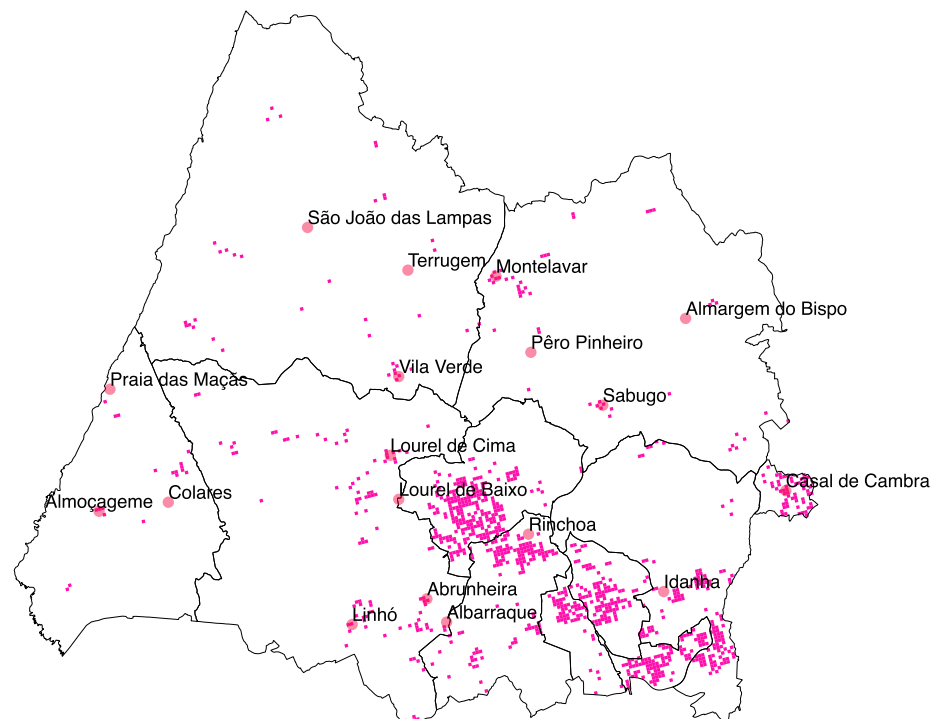 São João das Lampas
Terrugem
Montelavar
Almargem do Bispo
Pêro Pinheiro
Vila Verde
Praia das Maçãs
Sabugo
Lourel de Cima
Casal de Cambra
Almoçageme
Colares
Lourel de Baixo
Rinchoa
Idanha
Abrunheira
Linhó
Albarraque